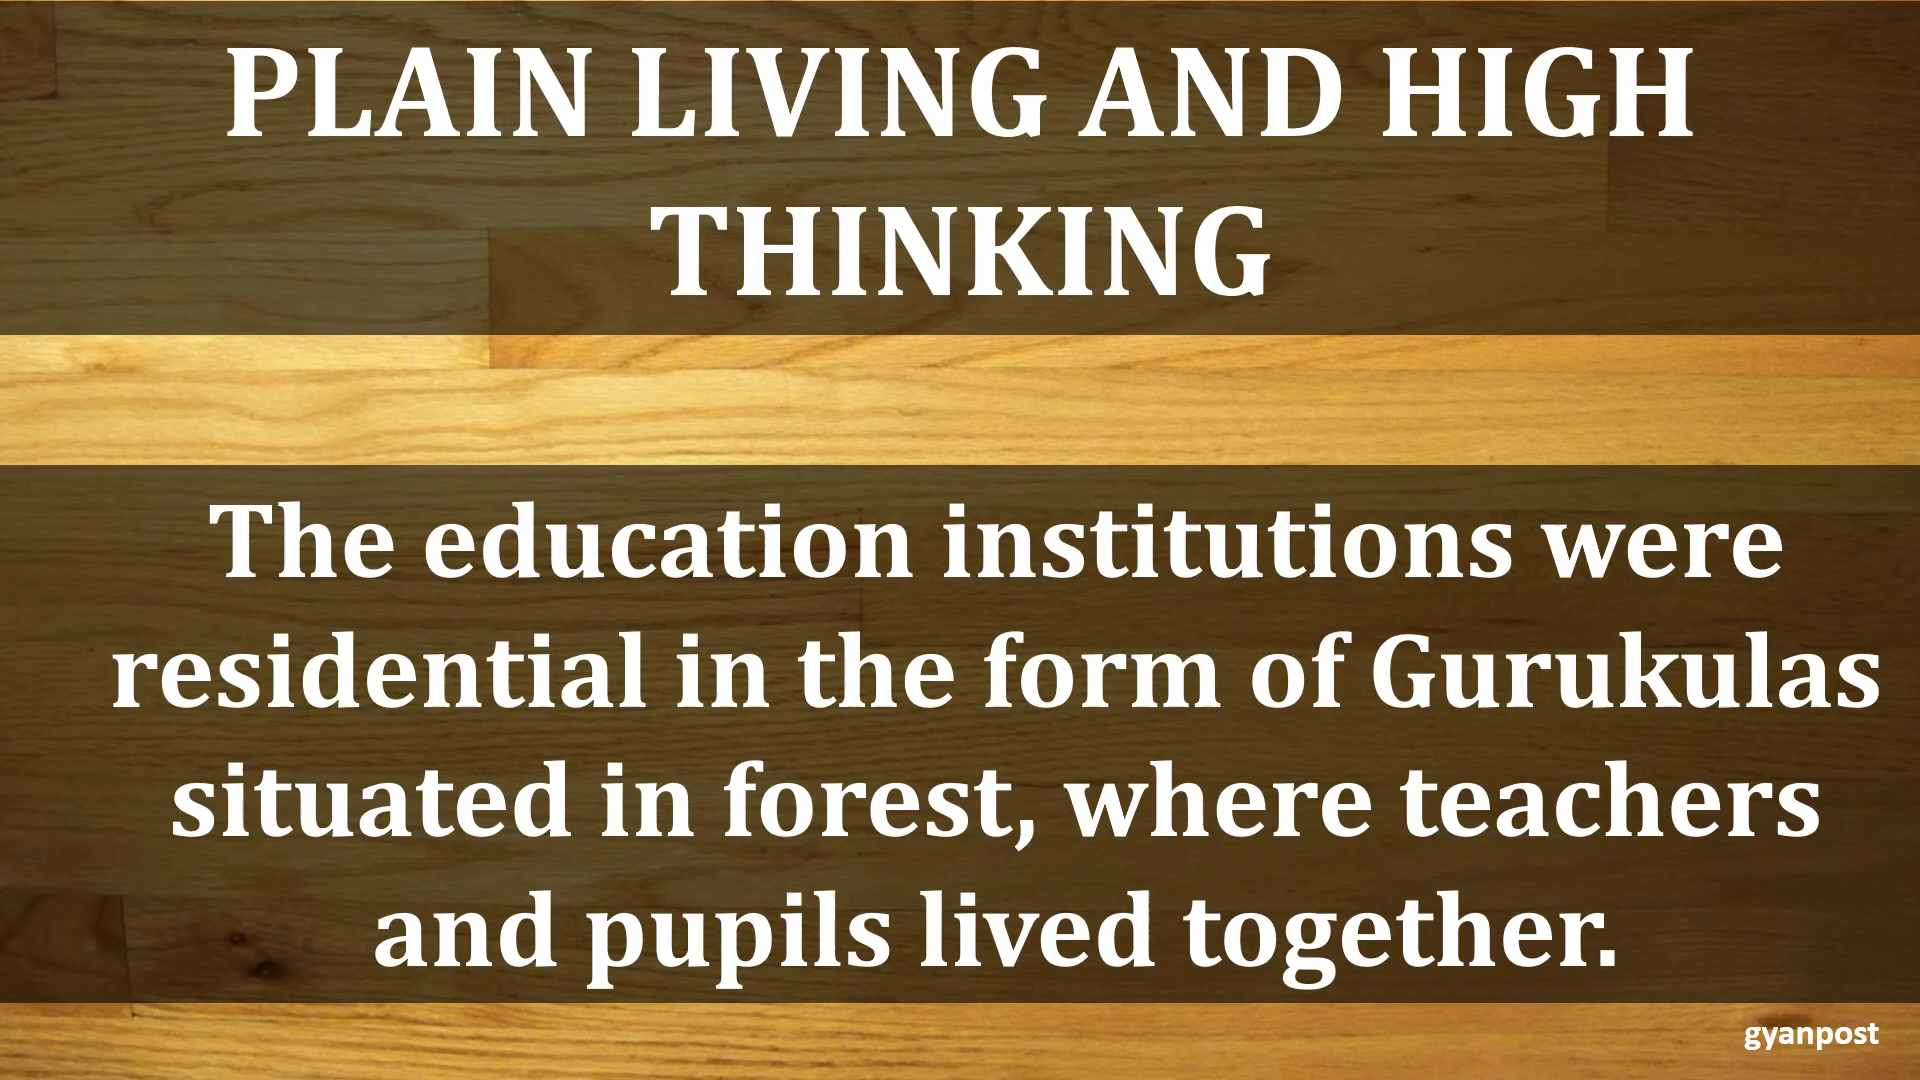 PLAIN LIVING AND HIGH
THINKING
The education institutions were
residential in the form of Gurukulas
situated in forest, where teachers
and pupils lived together.
gyanpost